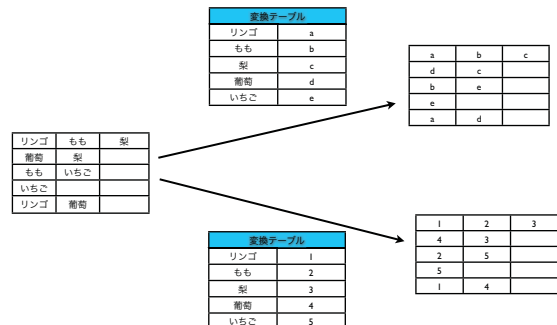 変換テーブル
リンゴ a
もも b
梨 c
葡萄 d
いちご e
a b c
d c
b e
e
a d
リンゴ もも 梨
葡萄 梨
もも いちご
いちご
リンゴ 葡萄
変換テーブル
リンゴ 1
もも 2
梨 3
葡萄 4
いちご 5
1 2 3
4 3
2 5
5
1 4